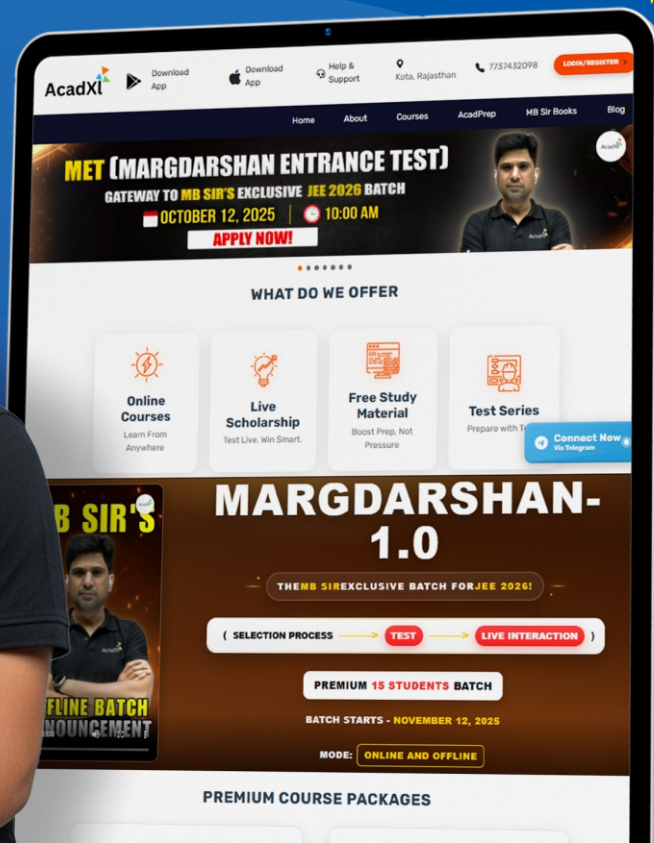 AcadXl
Download
App
Download
App
Help &
Support
Kota, Rajasthan
7737432098
LOGIN/REGISTER
Home About Courses AcadPrep MB Sir Books Blog
MET (MARGDARSHAN ENTRANCE TEST)
GATEWAY TO MB SIR'S EXCLUSIVE JEE 2026 BATCH
OCTOBER 12, 2025 | 10:00 AM
APPLY NOW!
WHAT DO WE OFFER
Online
Courses
Learn From
Anywhere
Live
Scholarship
Test Live. Win Smart.
Free Study
Material
Boost Prep, Not
Pressure
Test Series
Prepare with
Connect Now
Via Telegram
B SIR'S
FLINE BATCH
NOUNCEMENT
MARGDARSHAN-
1.0
THEMB SIREXCLUSIVE BATCH FORJEE 2026!
( SELECTION PROCESS TEST LIVE INTERACTION )
PREMIUM 15 STUDENTS BATCH
BATCH STARTS - NOVEMBER 12, 2025
MODE: ONLINE AND OFFLINE
PREMIUM COURSE PACKAGES